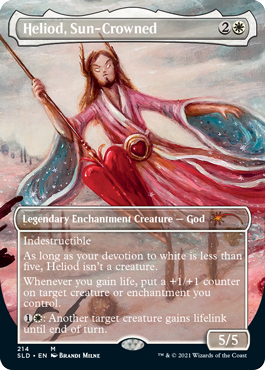 Heliod, Sun-Crowned 2
Legendary Enchantment Creature — God
Indestructible
As long as your devotion to white is less than
five, Heliod isn't a creature.
Whenever you gain life, put a +1/+1 counter
on target creature or enchantment you
control.
1: Another target creature gains lifelink
until end of turn.
5/5
214 M
SLD • EN BRANDI MILNE
™ & © 2021 Wizards of the Coast